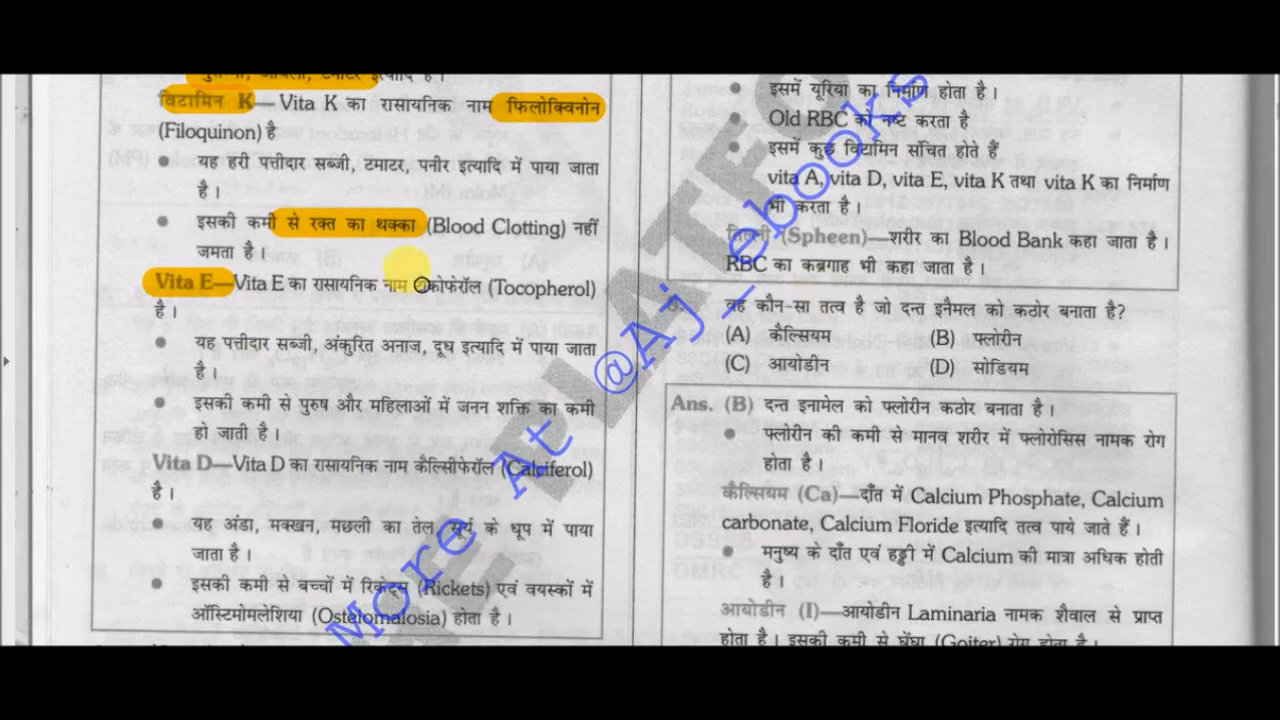 टमाटर इत्यादि है।
विटामिन K— Vita K का रासायनिक नाम फिलोक्विनोन
(Filoquinon) है
• यह हरी पत्तीदार सब्जी, टमाटर, पनीर इत्यादि में पाया जाता
है।
• इसकी कमी से रक्त का थक्का (Blood Clotting) नहीं
जमता है।
Vita E—Vita E का रासायनिक नाम (Tocopherol)
है।
• यह पत्तीदार सब्जी, अंकुरित अनाज, दूध इत्यादि में पाया जाता
है।
• इसकी कमी से पुरुष और महिलाओं में जनन शक्ति का कमी
हो जाती है।
Vita D—Vita D का रासायनिक नाम कैल्सीफेरॉल (Calciferol)
है।
• यह अंडा, मक्खन, मछली का तेल, सूर्य के धूप में पाया
जाता है।
• इसकी कमी से बच्चों में रिकेट्स (Rickets) एवं वयस्कों में
ऑस्टिमोमलेशिया (Ostelomalosia) होता है।
• इसमें यूरिया का निर्माण होता है।
• Old RBC को नष्ट करता है
• इसमें कुछ विटामिन संचित होते हैं
vita A, vita D, vita E, vita K तथा vita K का निर्माण
भी करता है।
तिल्ली (Spheen)—शरीर का Blood Bank कहा जाता है।
RBC का कब्रगाह भी कहा जाता है।
वह कौन-सा तत्व है जो दन्त इनैमल को कठोर बनाता है?
(A) कैल्सियम (B) फ्लोरीन
(C) आयोडीन (D) सोडियम
Ans. (B) दन्त इनामेल को फ्लोरीन कठोर बनाता है।
• फ्लोरीन की कमी से मानव शरीर में फ्लोरोसिस नामक रोग
होता है।
कैल्सियम (Ca)—दाँत में Calcium Phosphate, Calcium
carbonate, Calcium Floride इत्यादि तत्व पाये जाते हैं।
• मनुष्य के दाँत एवं हड्डी में Calcium की मात्रा अधिक होती
है।
आयोडीन (I)—आयोडीन Laminaria नामक शैवाल से प्राप्त
होता है। इसकी कमी से घेंघा (Goiter) रोग होता है।
More At @Aj_ebooks